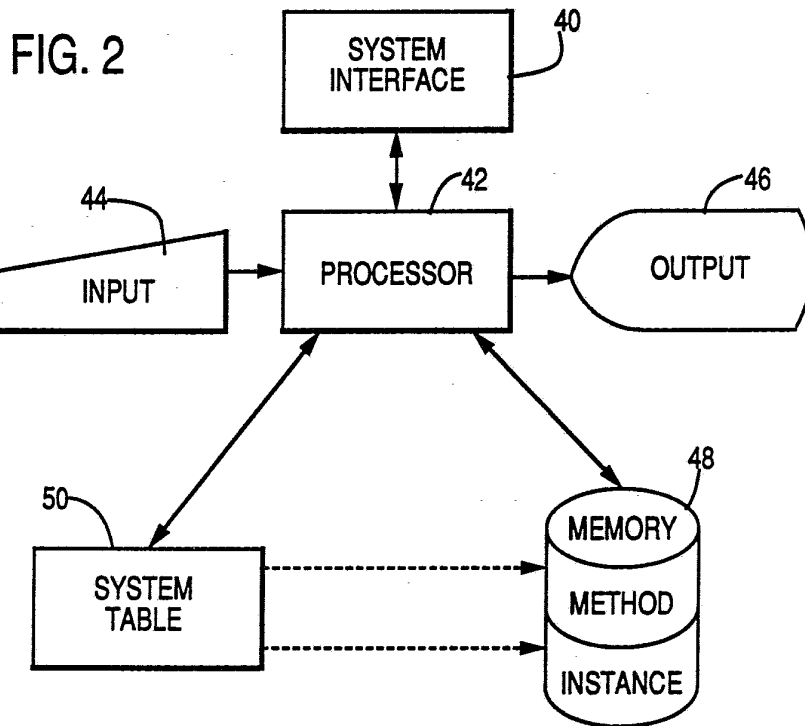 FIG. 2
SYSTEM
INTERFACE
40
44
INPUT
42
PROCESSOR
46
OUTPUT
50
SYSTEM
TABLE
48
MEMORY
METHOD
INSTANCE